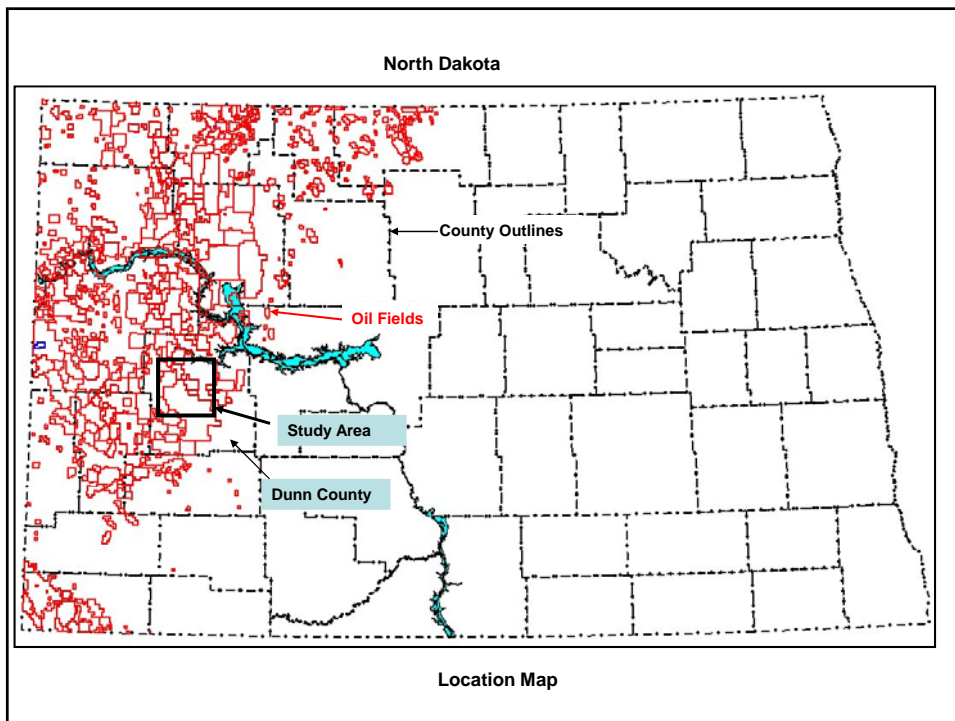 North Dakota
County Outlines
Oil Fields
Study Area
Dunn County
Location Map